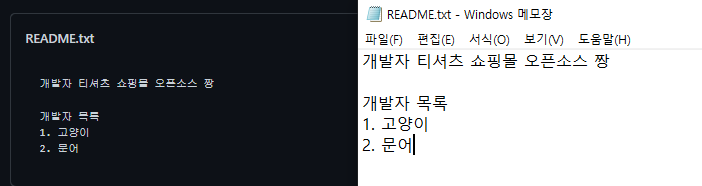 README.txt
개발자 티셔츠 쇼핑몰 오픈소스 짱
개발자 목록
1. 고양이
2. 문어
README.txt - Windows 메모장
파일(F) 편집(E) 서식(O) 보기(V) 도움말(H)
개발자 티셔츠 쇼핑몰 오픈소스 짱
개발자 목록
1. 고양이
2. 문어